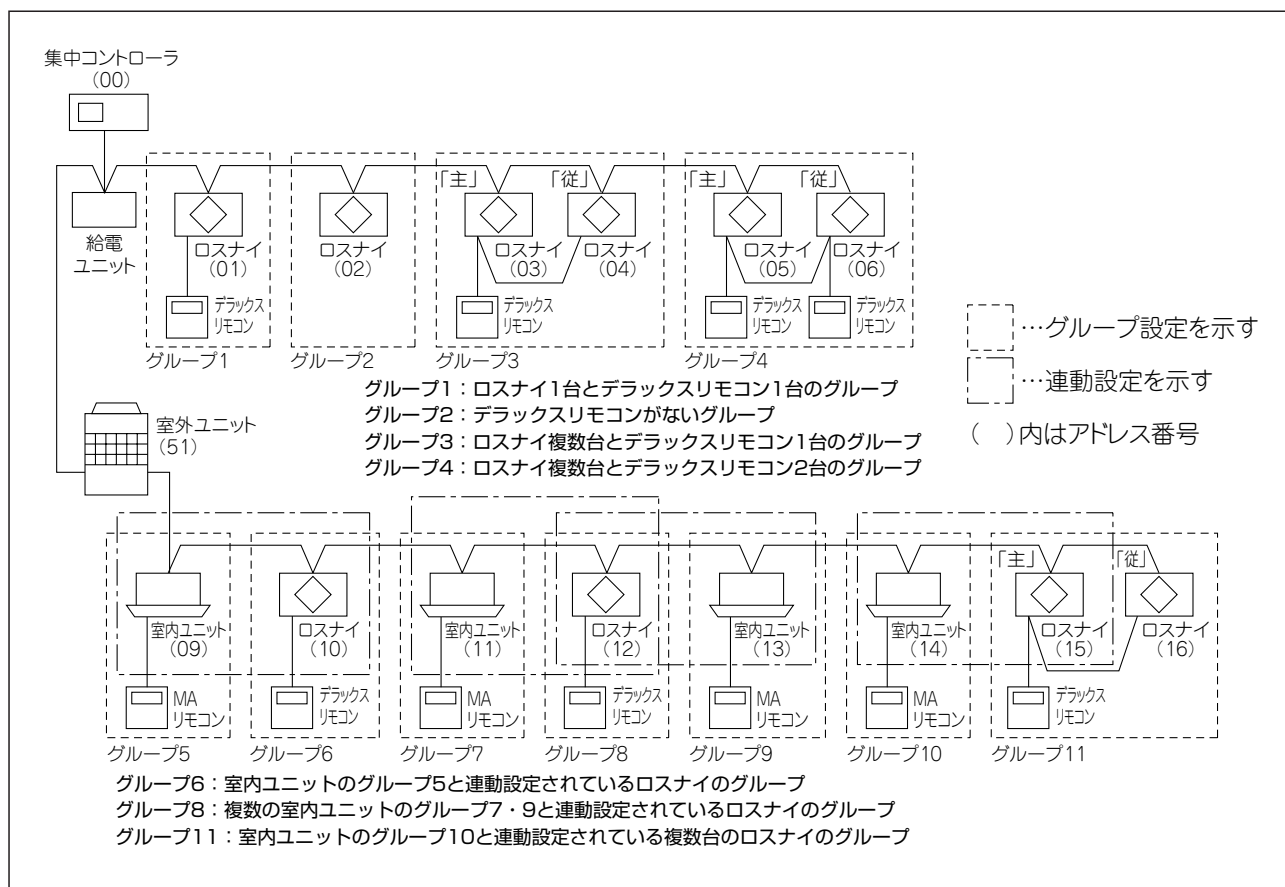 集中コントローラ
(00)
給電
ユニット
ロスナイ
(01)
デラックス
リモコン
グループ1
ロスナイ
(02)
グループ2
「主」
「従」
ロスナイ
(03)
ロスナイ
(04)
デラックス
リモコン
グループ3
「主」
「従」
ロスナイ
(05)
ロスナイ
(06)
デラックス
リモコン
デラックス
リモコン
グループ4
…グループ設定を示す
…連動設定を示す
( )内はアドレス番号
グループ1:ロスナイ1台とデラックスリモコン1台のグループ
グループ2:デラックスリモコンがないグループ
グループ3:ロスナイ複数台とデラックスリモコン1台のグループ
グループ4:ロスナイ複数台とデラックスリモコン2台のグループ
室外ユニット
(51)
室内ユニット
(09)
MA
リモコン
グループ5
ロスナイ
(10)
デラックス
リモコン
グループ6
室内ユニット
(11)
MA
リモコン
グループ7
ロスナイ
(12)
デラックス
リモコン
グループ8
室内ユニット
(13)
MA
リモコン
グループ9
室内ユニット
(14)
MA
リモコン
グループ10
「主」
「従」
ロスナイ
(15)
ロスナイ
(16)
デラックス
リモコン
グループ11
グループ6:室内ユニットのグループ5と連動設定されているロスナイのグループ
グループ8:複数の室内ユニットのグループ7・9と連動設定されているロスナイのグループ
グループ11:室内ユニットのグループ10と連動設定されている複数台のロスナイのグループ